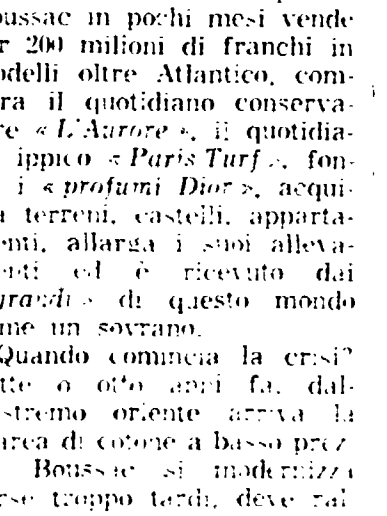 oussac in pochi mesi vende
r 200 milioni di franchi in
odelli oltre Atlantico, com-
ra il quotidiano conserva-
re « L'Aurore », il quotidia-
ippico « Paris Turf », fon-
i « profumi Dior », acqui-
a terreni, castelli, apparta-
enti, allarga i suoi alleva-
enti ed è ricevuto dai
grandi » di questo mondo
me un sovrano.
Quando comincia la crisi?
tte o otto anni fa, dal-
stremo oriente arriva la
area di cotone a basso prez
Boussac si modernizza
rse troppo tardi, deve ral